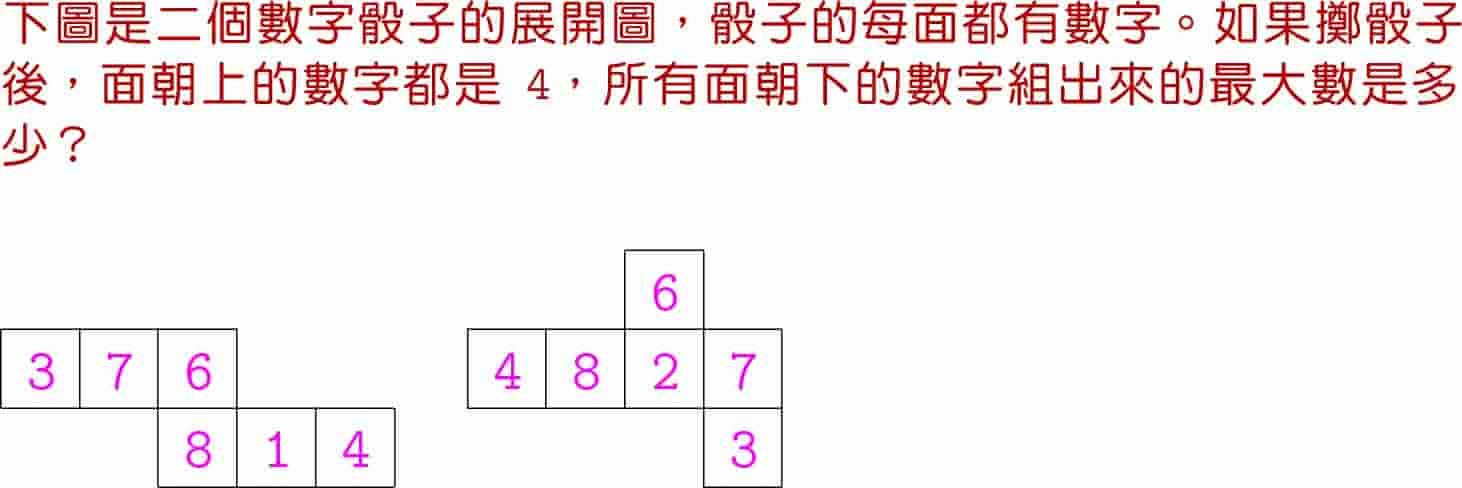 下圖是二個數字骰子的展開圖，骰子的每面都有數字。如果擲骰子
後，面朝上的數字都是 4，所有面朝下的數字組出來的最大數是多
少？
6
3 7 6 4 8 2 7
8 1 4 3